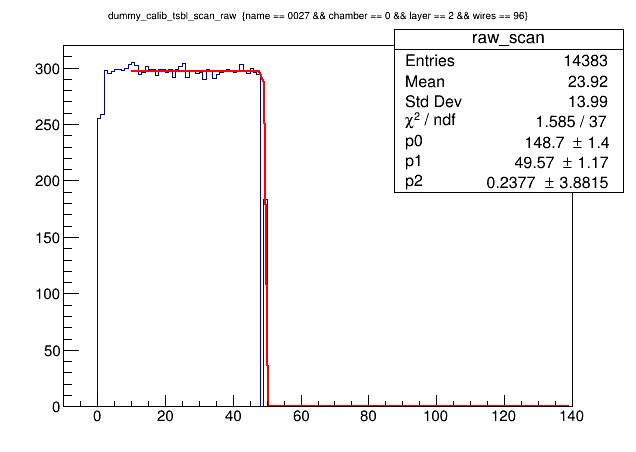 dummy_calib_tsbl_scan_raw {name == 0027 && chamber == 0 && layer == 2 && wires == 96}
raw_scan
Entries 14383
Mean 23.92
Std Dev 13.99
χ² / ndf 1.585 / 37
p0 148.7 ± 1.4
p1 49.57 ± 1.17
p2 0.2377 ± 3.8815
300
250
200
150
100
50
0
0 20 40 60 80 100 120 140